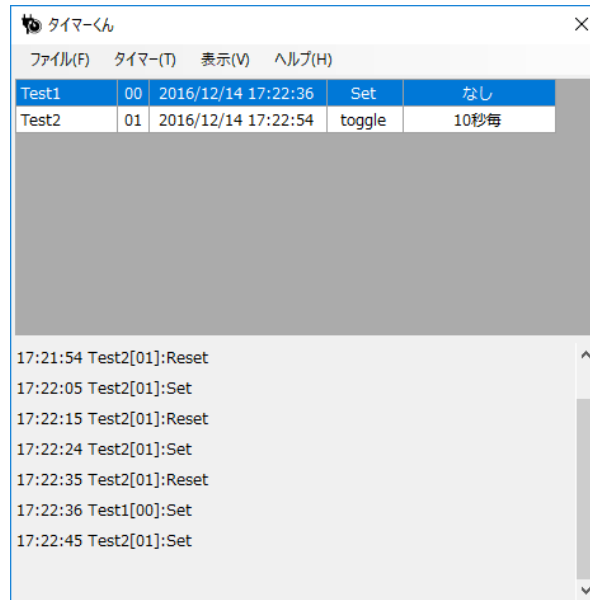 タイマーくん
ファイル(F) タイマー(T) 表示(V) ヘルプ(H)
Test1 00 2016/12/14 17:22:36 Set なし
Test2 01 2016/12/14 17:22:54 toggle 10秒毎
17:21:54 Test2[01]:Reset
17:22:05 Test2[01]:Set
17:22:15 Test2[01]:Reset
17:22:24 Test2[01]:Set
17:22:35 Test2[01]:Reset
17:22:36 Test1[00]:Set
17:22:45 Test2[01]:Set